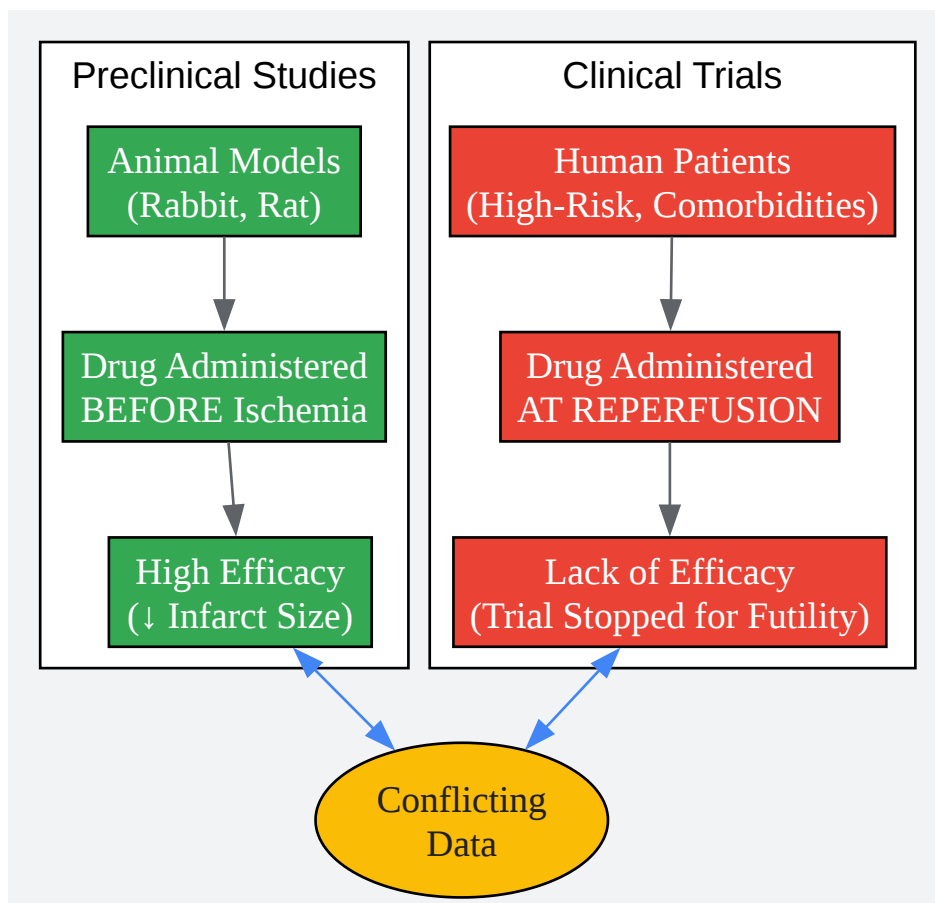 Preclinical Studies
Animal Models
(Rabbit, Rat)
Drug Administered
BEFORE Ischemia
High Efficacy
(↓ Infarct Size)
Clinical Trials
Human Patients
(High-Risk, Comorbidities)
Drug Administered
AT REPERFUSION
Lack of Efficacy
(Trial Stopped for Futility)
Conflicting
Data